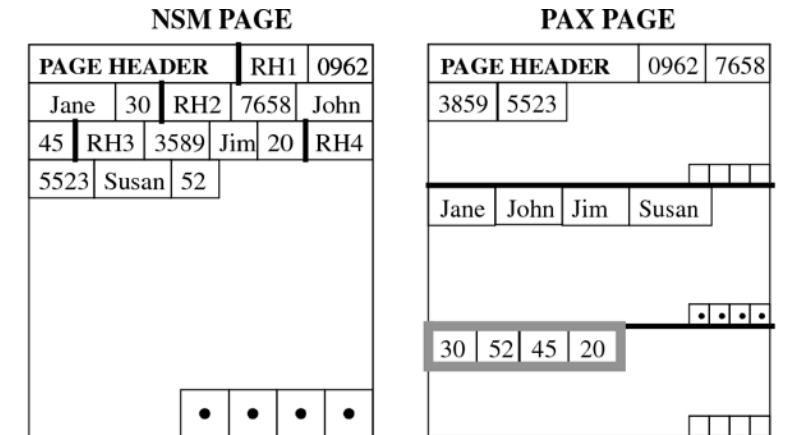 NSM PAGE
PAGE HEADER RH1 0962
Jane 30 RH2 7658 John
45 RH3 3589 Jim 20 RH4
5523 Susan 52
PAX PAGE
PAGE HEADER 0962 7658
3859 5523
Jane John Jim Susan
30 52 45 20